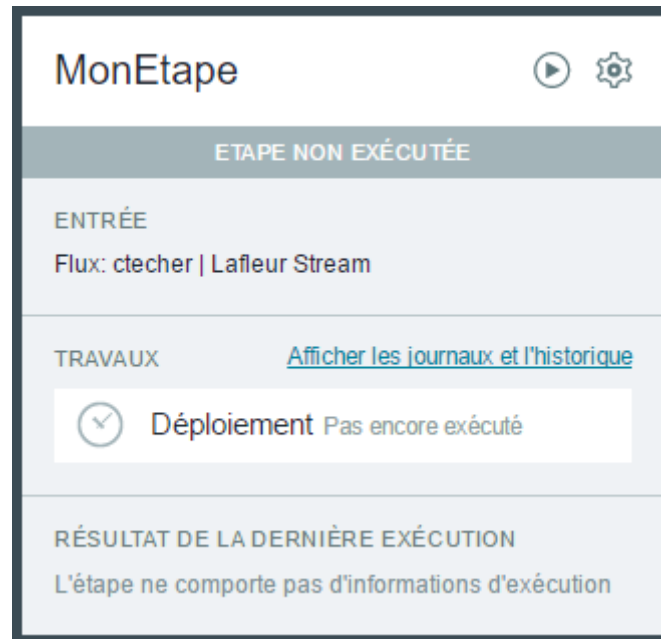 MonEtape
ETAPE NON EXÉCUTÉE
ENTRÉE
Flux: ctecher | Lafleur Stream
TRAVAUX Afficher les journaux et l'historique
Déploiement Pas encore exécuté
RÉSULTAT DE LA DERNIÈRE EXÉCUTION
L'étape ne comporte pas d'informations d'exécution